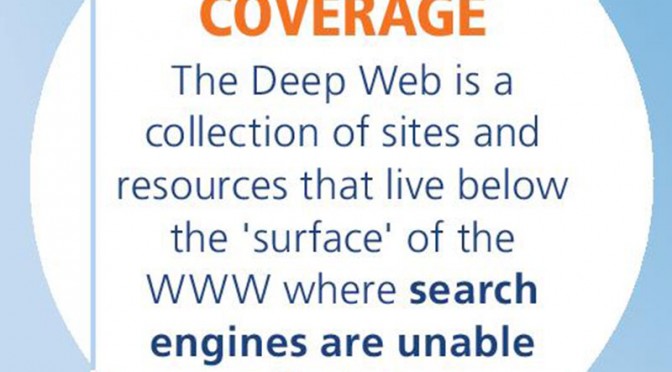 COVERAGE
The Deep Web is a
collection of sites and
resources that live below
the 'surface' of the
WWW where search
engines are unable